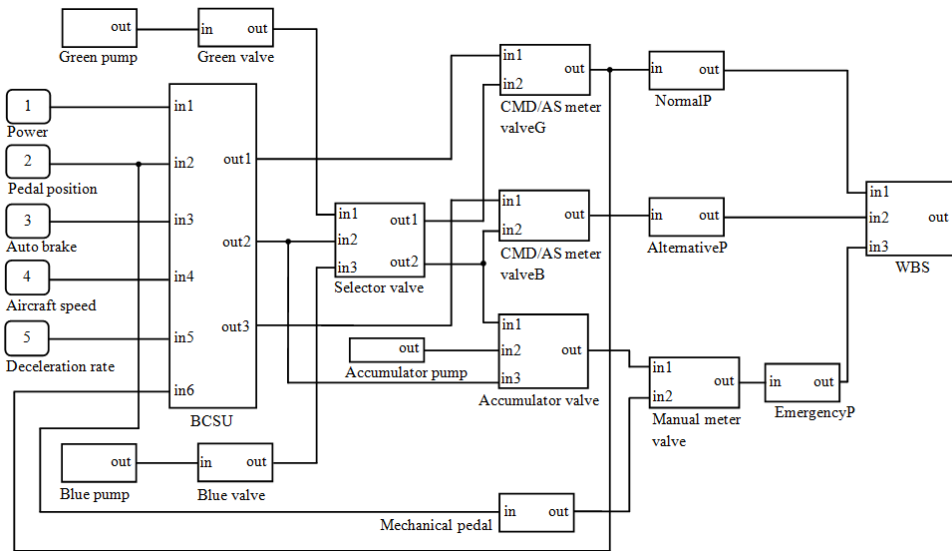 out
Green pump
in
out
Green valve
1
Power
2
Pedal position
3
Auto brake
4
Aircraft speed
5
Deceleration rate
in1
in2
in3
in4
in5
in6
out1
out2
out3
BCSU
out
Blue pump
in
out
Blue valve
in1
in2
in3
out1
out2
Selector valve
out
Accumulator pump
in1
in2
out
CMD/AS meter
valveG
in1
in2
out
CMD/AS meter
valveB
in1
in2
in3
out
Accumulator valve
in
out
Mechanical pedal
in
out
NormalP
in
out
AlternativeP
in1
in2
out
Manual meter
valve
in
out
EmergencyP
in1
in2
in3
out
WBS